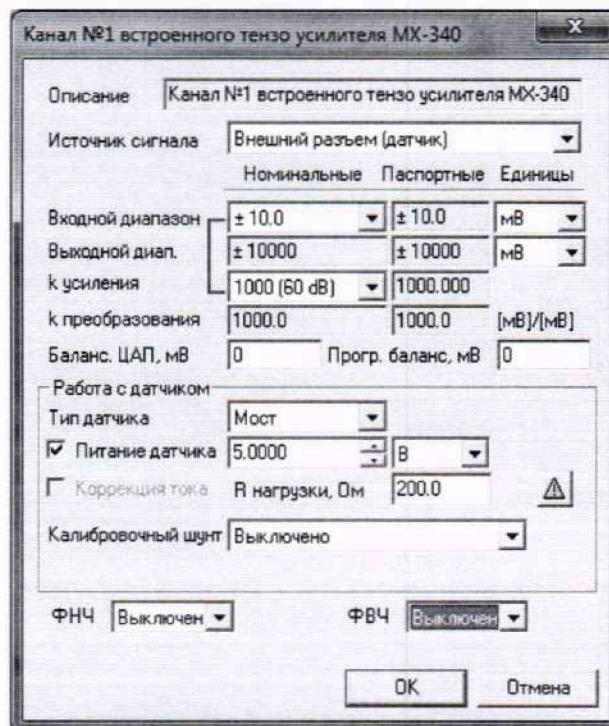 Канал №1 встроенного тензо усилителя МХ-340
Описание Канал №1 встроенного тензо усилителя МХ-340
Источник сигнала Внешний разъем (датчик)
Номинальные Паспортные Единицы
Входной диапазон ± 10.0 ± 10.0 мВ
Выходной диап. ± 10000 ± 10000 мВ
k усиления 1000 (60 dB) 1000.000
k преобразования 1000.0 1000.0 [мВ]/[мВ]
Баланс. ЦАП, мВ 0 Прогр. баланс, мВ 0
Работа с датчиком
Тип датчика Мост
Питание датчика 5.0000 В
Коррекция тока R нагрузки, Ом 200.0
Калибровочный шунт Выключено
ФНЧ Выключен ФВЧ Выключен
OK Отмена